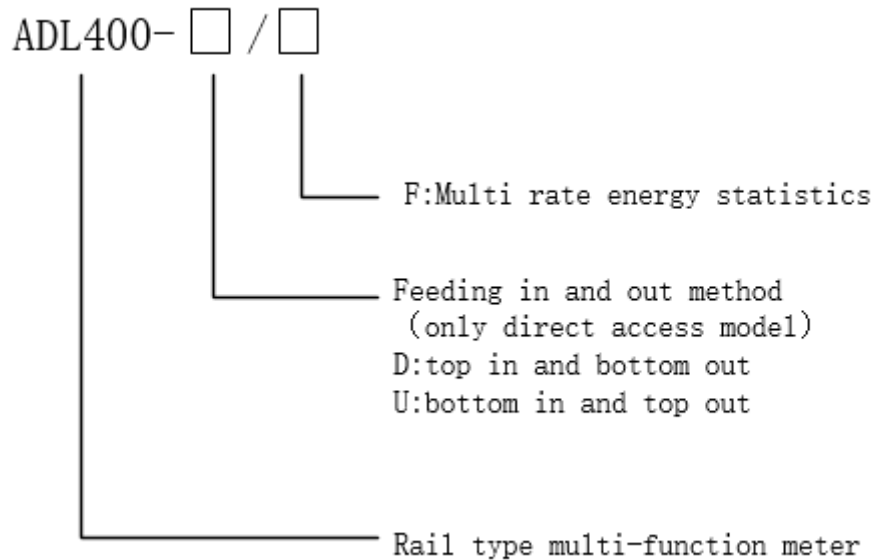 ADL400-□/□
F:Multi rate energy statistics
Feeding in and out method
(only direct access model)
D:top in and bottom out
U:bottom in and top out
Rail type multi-function meter